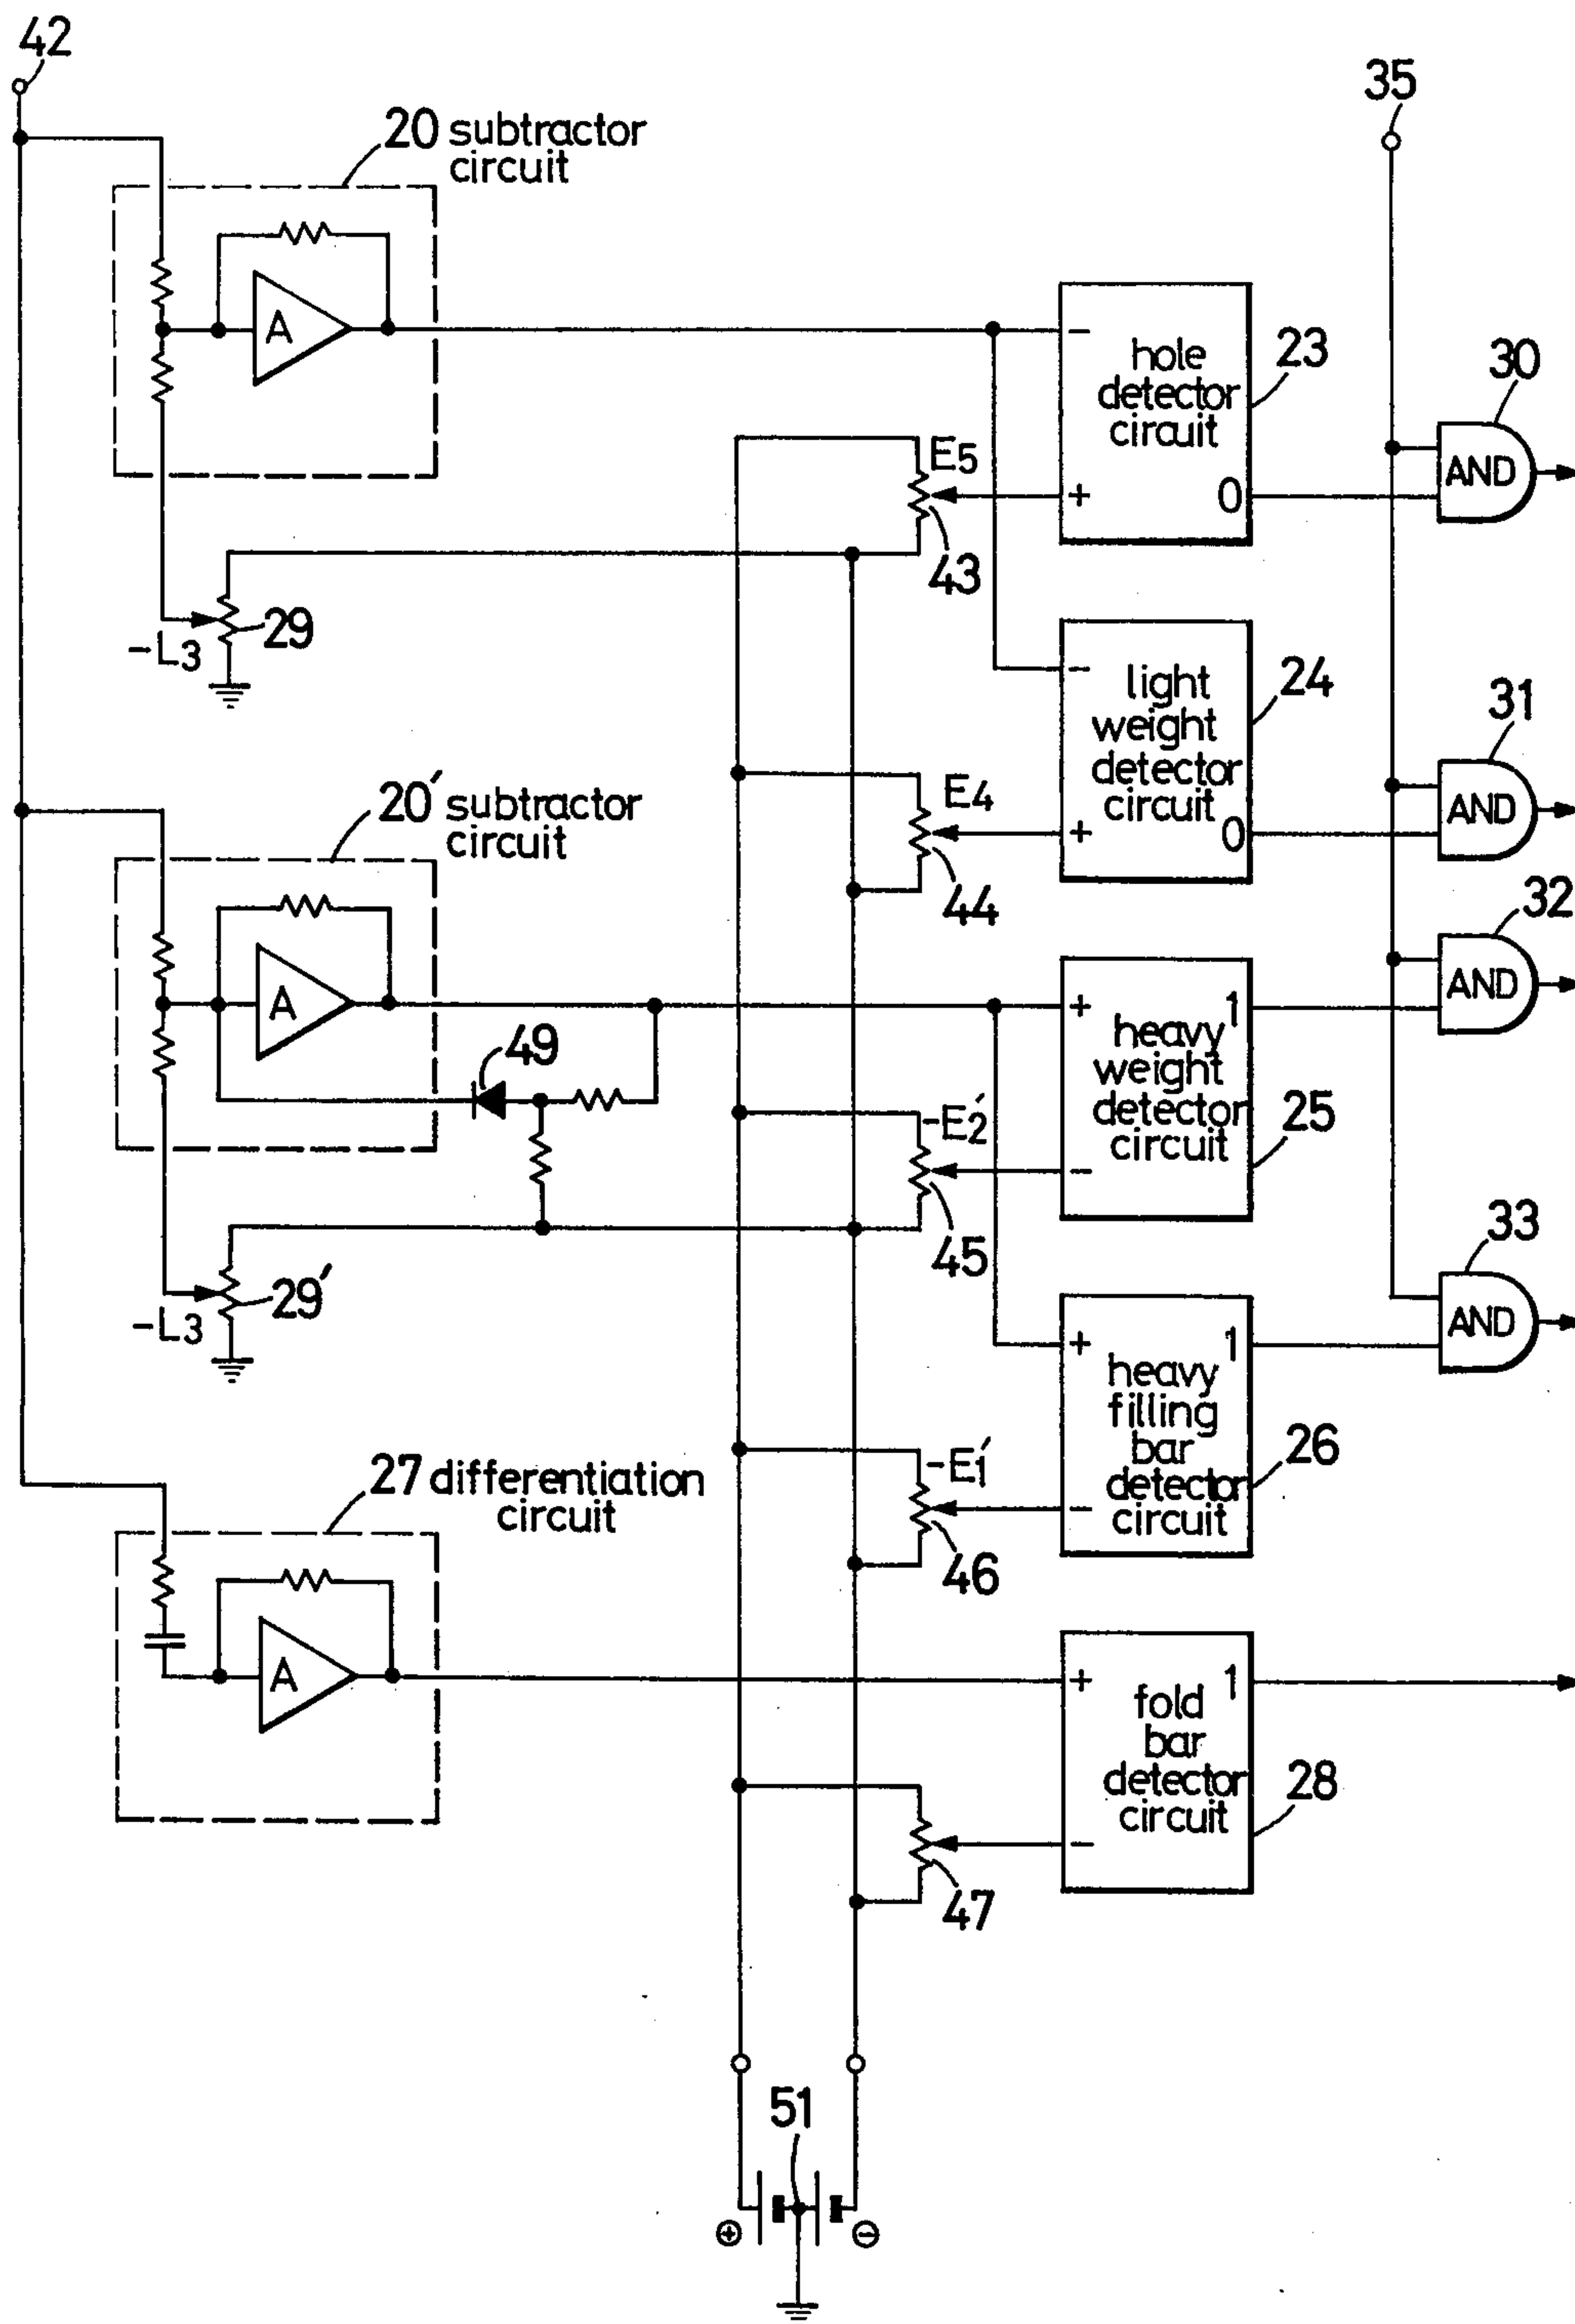 42
35
20 subtractor
circuit
A
-
hole
detector
circuit
23
30
AND
E5
+
0
43
-L3
29
-
light
weight
detector
circuit
24
31
AND
E4
+
0
44
20' subtractor
circuit
A
32
AND
+
1
heavy
weight
detector
circuit
25
49
-E2'
-
45
33
AND
-L3
29'
+
1
heavy
filling
bar
detector
circuit
26
-E1'
-
46
27 differentiation
circuit
A
+
1
fold
bar
detector
circuit
28
-
47
51
+
-